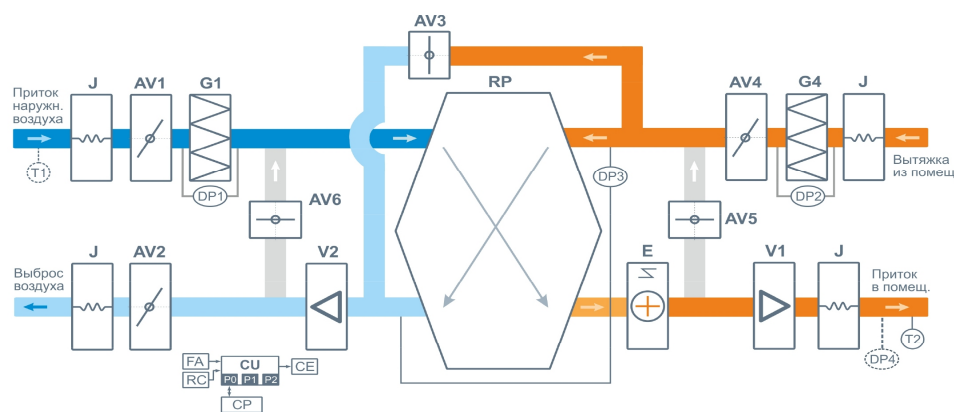 AV3
J
AV1
G1
RP
AV4
G4
J
Приток
наружн.
воздуха
T1
DP1
DP3
DP2
Вытяжка
из помещ
AV6
AV5
J
AV2
V2
E
V1
J
Выброс
воздуха
Приток
в помещ.
DP4
T2
FA
RC
CU
P0 P1 P2
CE
CP